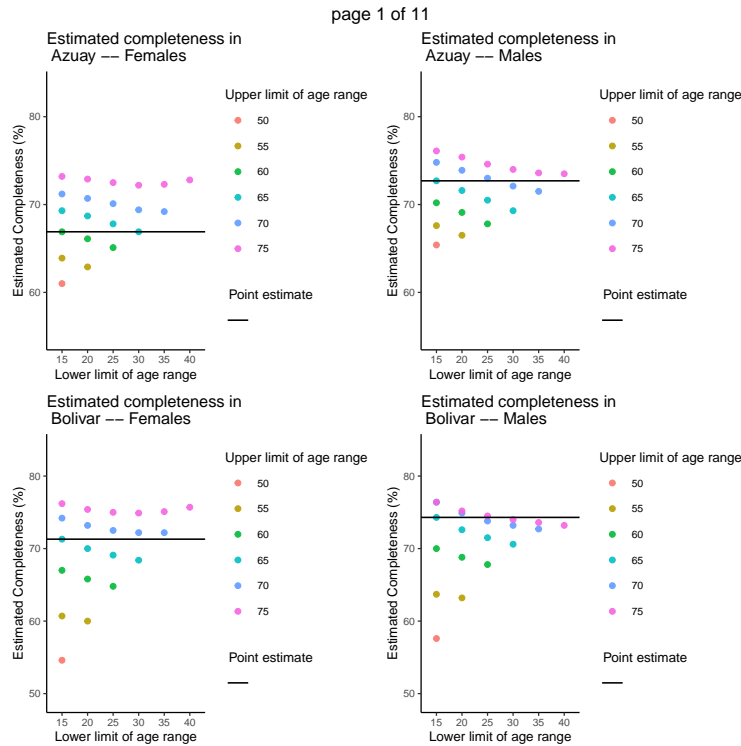 page 1 of 11
Estimated completeness in
Azuay −− Females
Estimated Completeness (%)
80
70
60
15 20 25 30 35 40
Lower limit of age range
Upper limit of age range
50
55
60
65
70
75
Point estimate
Estimated completeness in
Azuay −− Males
Estimated Completeness (%)
80
70
60
15 20 25 30 35 40
Lower limit of age range
Upper limit of age range
50
55
60
65
70
75
Point estimate
Estimated completeness in
Bolivar −− Females
Estimated Completeness (%)
80
70
60
50
15 20 25 30 35 40
Lower limit of age range
Upper limit of age range
50
55
60
65
70
75
Point estimate
Estimated completeness in
Bolivar −− Males
Estimated Completeness (%)
80
70
60
50
15 20 25 30 35 40
Lower limit of age range
Upper limit of age range
50
55
60
65
70
75
Point estimate